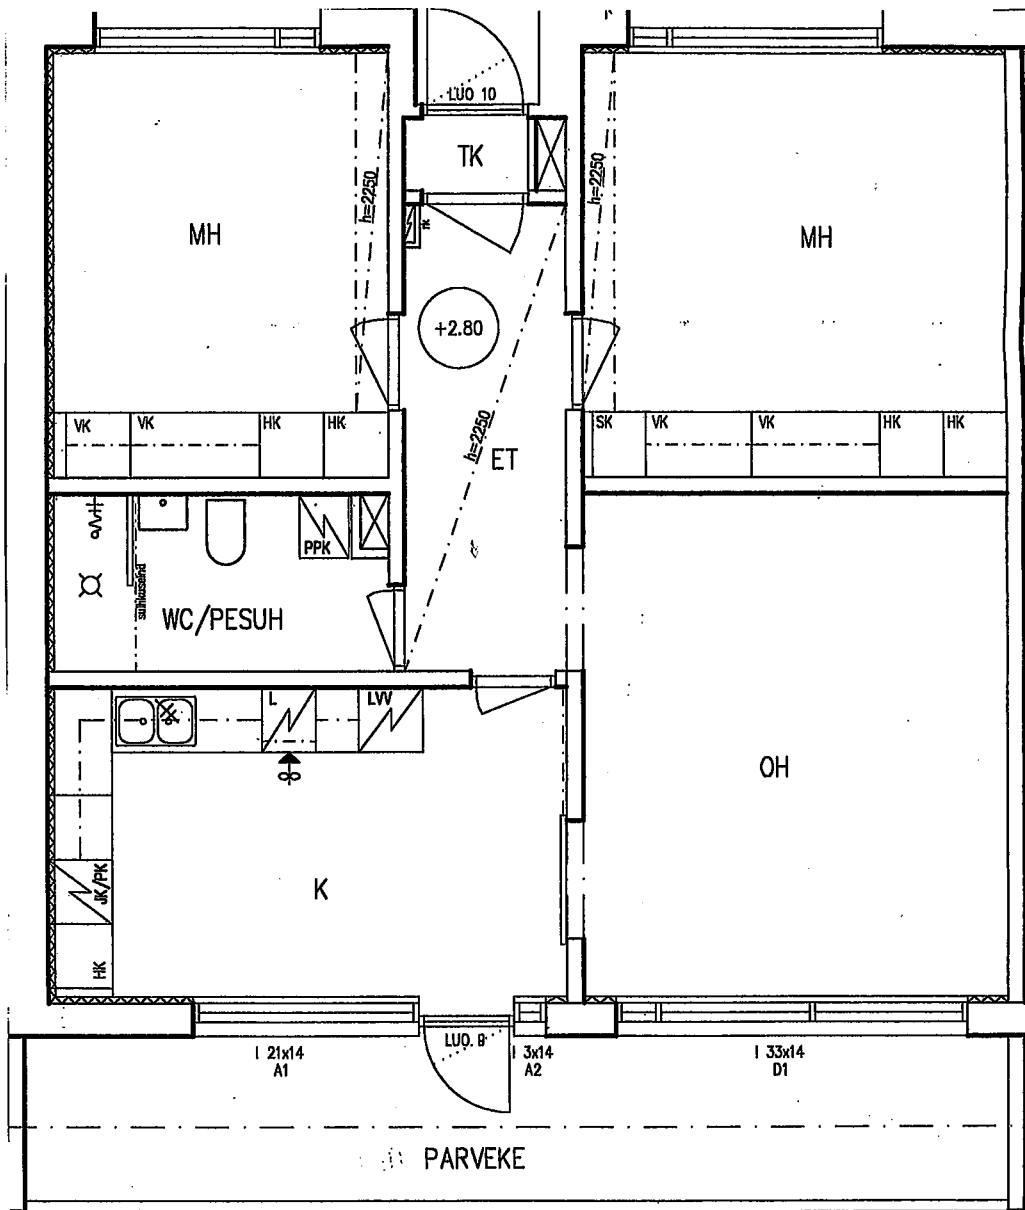 LUO 10
TK
h=2250
h=2250
MH
MH
+2.80
VK
VK
HK
HK
SK
VK
VK
HK
HK
h=2250
ET
PPK
suihkuseinä
WC/PESUH
L
LVV
OH
K
JK/PK
HK
LUO. 8
I 21x14
A1
I 3x14
A2
I 33x14
D1
PARVEKE